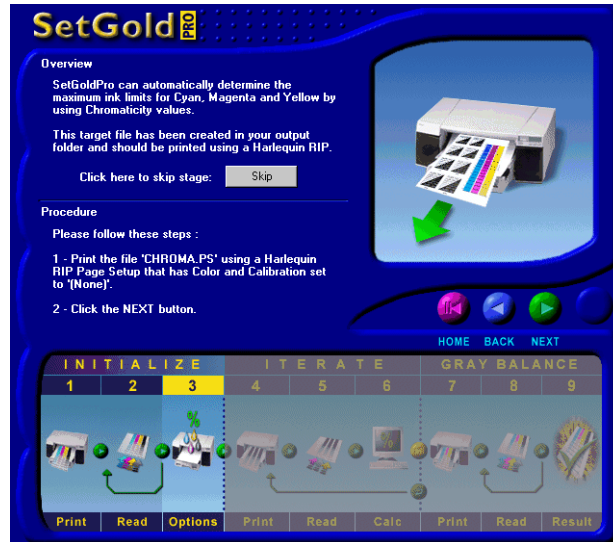 SetGold PRO
Overview
SetGoldPro can automatically determine the
maximum ink limits for Cyan, Magenta and Yellow by
using Chromaticity values.
This target file has been created in your output
folder and should be printed using a Harlequin RIP.
Click here to skip stage:
Skip
Procedure
Please follow these steps :
1 - Print the file 'CHROMA.PS' using a Harlequin
RIP Page Setup that has Color and Calibration set
to '(None)'.
2 - Click the NEXT button.
HOME BACK NEXT
INITIALIZE ITERATE GRAY BALANCE
1 2 3 4 5 6 7 8 9
%
%
Print Read Options Print Read Calc Print Read Result